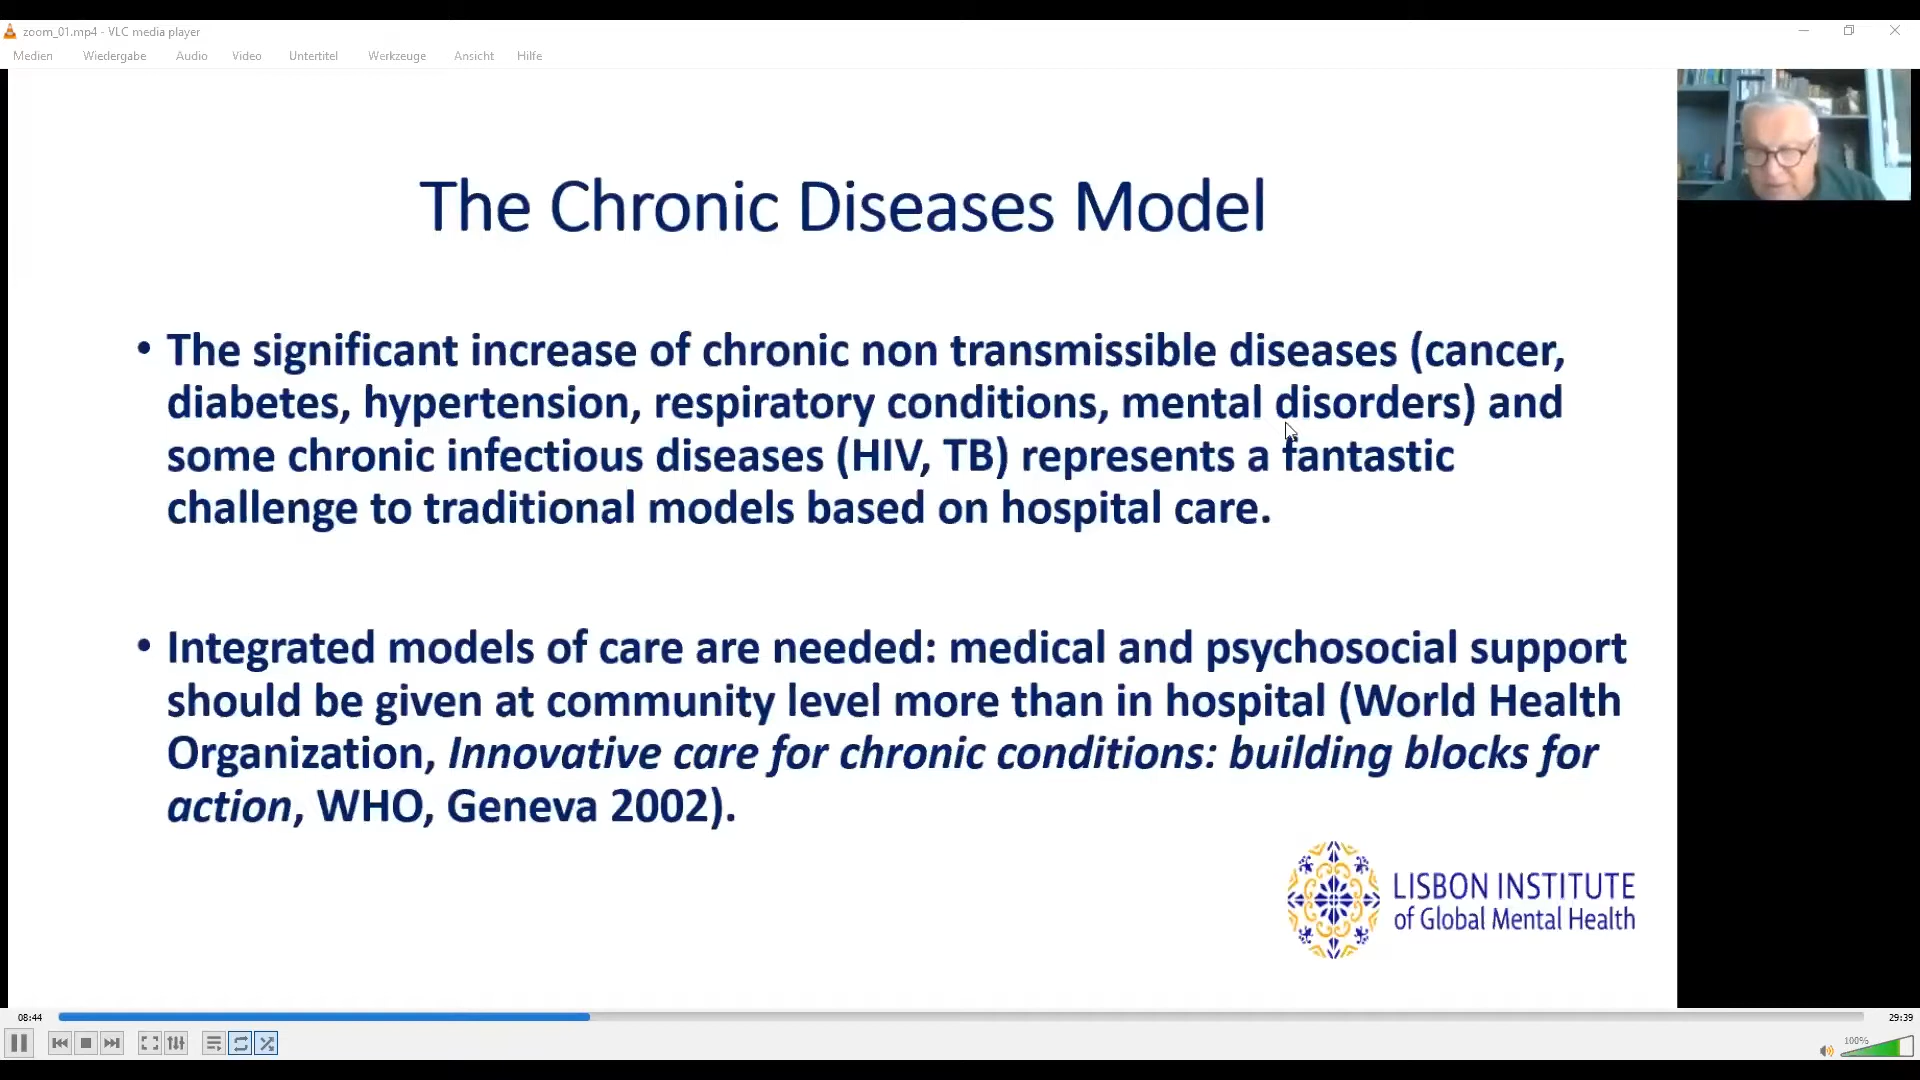 zoom_01.mp4 - VLC media player
Medien Wiedergabe Audio Video Untertitel Werkzeuge Ansicht Hilfe
The Chronic Diseases Model
• The significant increase of chronic non transmissible diseases (cancer,
diabetes, hypertension, respiratory conditions, mental disorders) and
some chronic infectious diseases (HIV, TB) represents a fantastic
challenge to traditional models based on hospital care.
• Integrated models of care are needed: medical and psychosocial support
should be given at community level more than in hospital (World Health
Organization, Innovative care for chronic conditions: building blocks for
action, WHO, Geneva 2002).
LISBON INSTITUTE
of Global Mental Health
08:44 29:39
100%